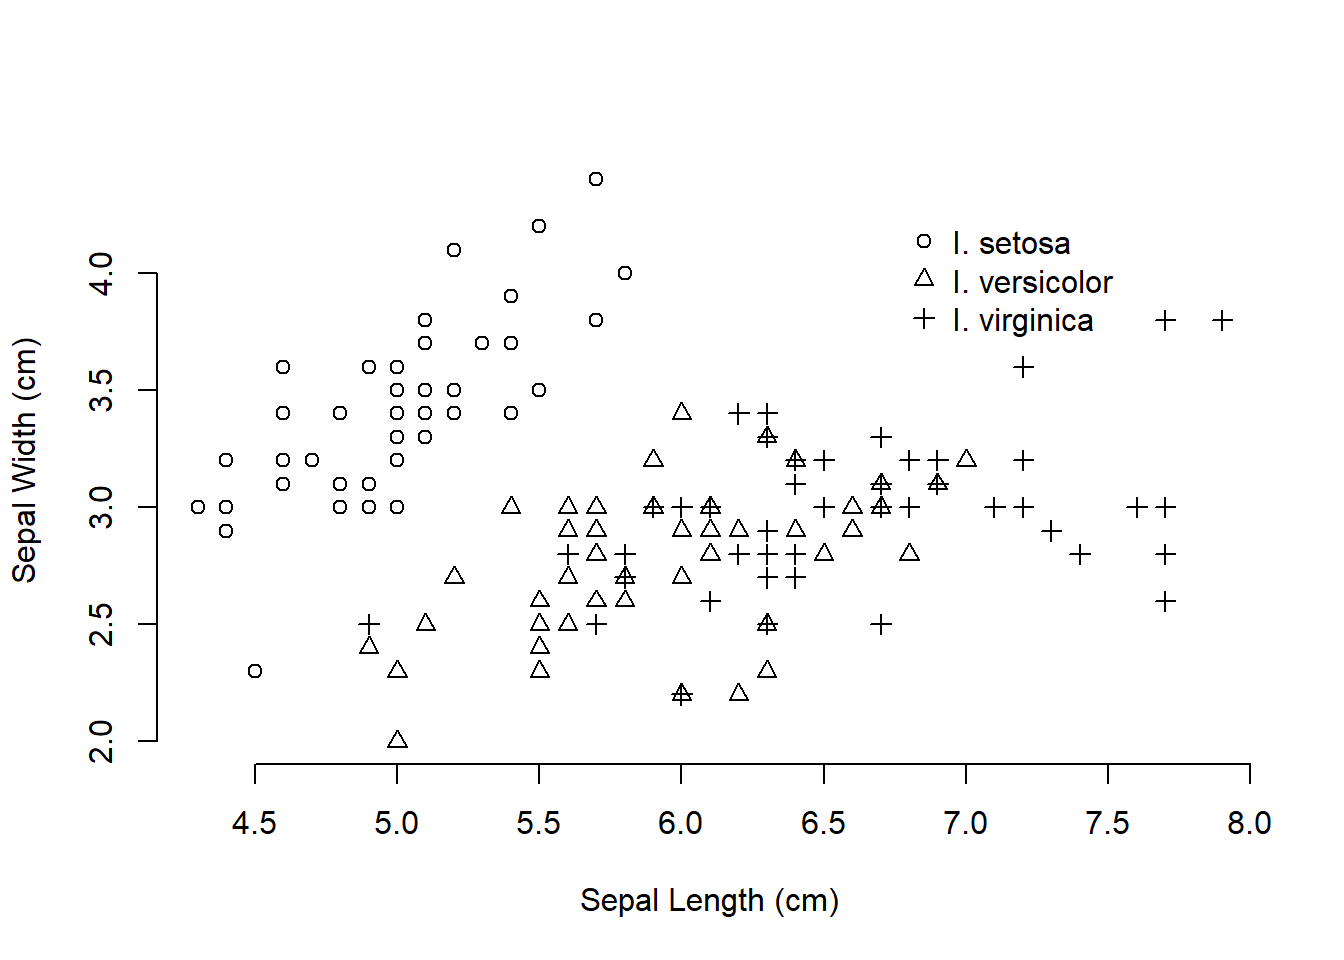 I. setosa
I. versicolor
I. virginica
Sepal Width (cm)
4.0
3.5
3.0
2.5
2.0
4.5 5.0 5.5 6.0 6.5 7.0 7.5 8.0
Sepal Length (cm)